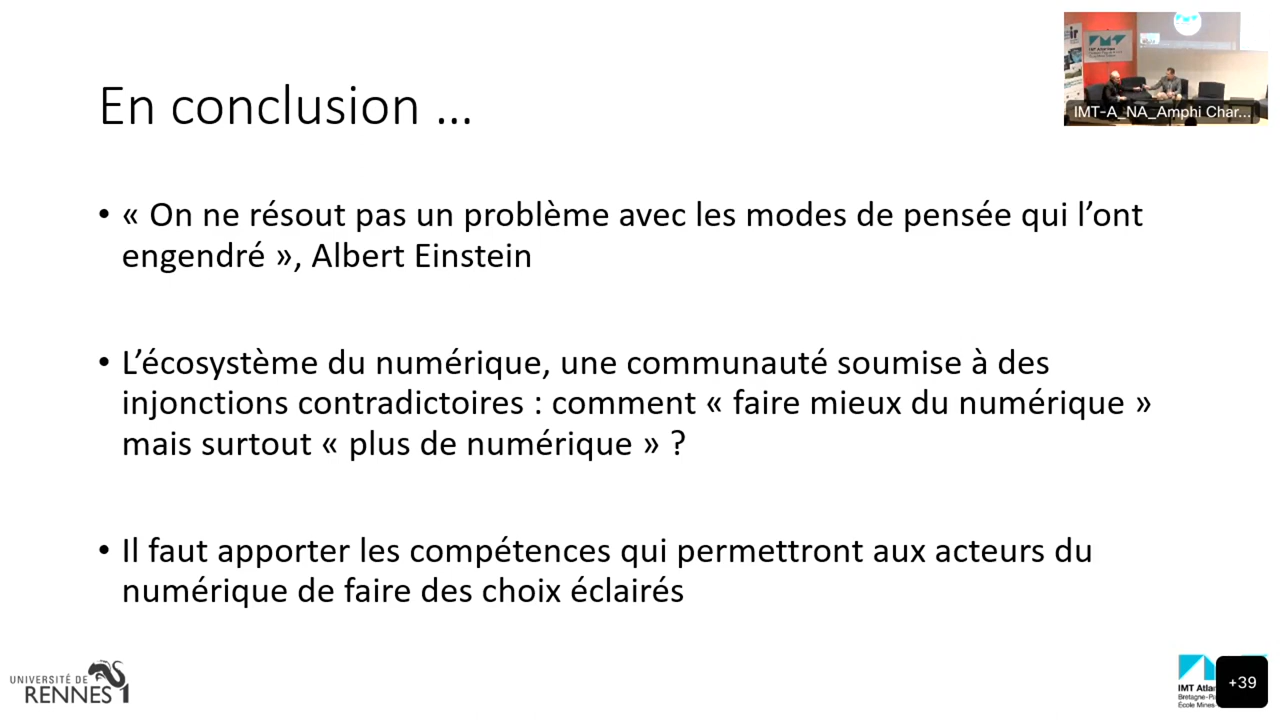 En conclusion ...
• « On ne résout pas un problème avec les modes de pensée qui l’ont
engendré », Albert Einstein
• L’écosystème du numérique, une communauté soumise à des
injonctions contradictoires : comment « faire mieux du numérique »
mais surtout « plus de numérique » ?
• Il faut apporter les compétences qui permettront aux acteurs du
numérique de faire des choix éclairés
IMT-A_NA_Amphi Char...
UNIVERSITÉ DE
RENNES 1
IMT
Bretagne-
École Mines
+39